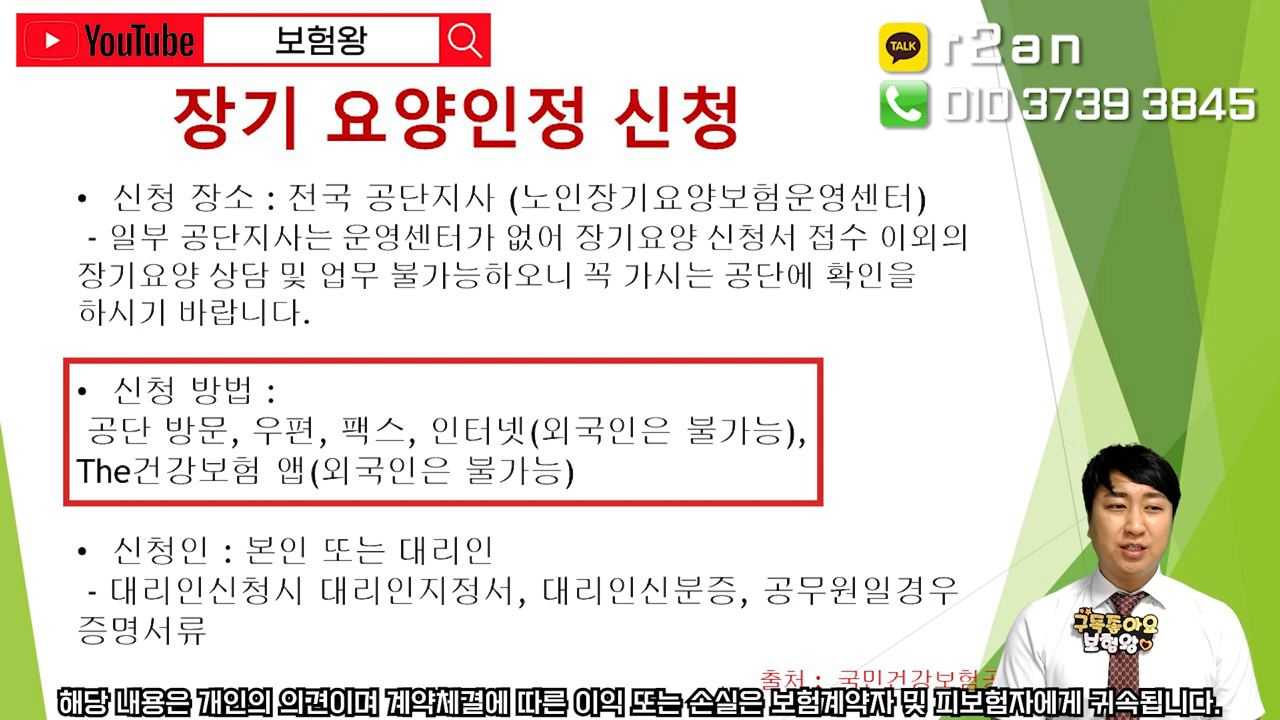 YouTube 보험왕
TALK r2an
010 3739 3845
장기 요양인정 신청
• 신청 장소 : 전국 공단지사 (노인장기요양보험운영센터)
- 일부 공단지사는 운영센터가 없어 장기요양 신청서 접수 이외의
장기요양 상담 및 업무 불가능하오니 꼭 가시는 공단에 확인을
하시기 바랍니다.
• 신청 방법 :
공단 방문, 우편, 팩스, 인터넷(외국인은 불가능),
The건강보험 앱(외국인은 불가능)
• 신청인 : 본인 또는 대리인
- 대리인신청시 대리인지정서, 대리인신분증, 공무원일경우
증명서류
구독좋아요
보험왕
출처 : 국민건강보험공
해당 내용은 개인의 의견이며 계약체결에 따른 이익 또는 손실은 보험계약자 및 피보험자에게 귀속됩니다.